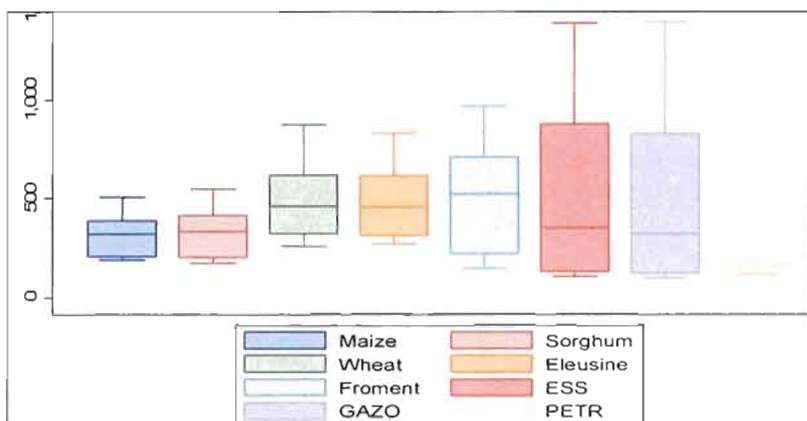 1,000
500
0
Maize Sorghum
Wheat Eleusine
Froment ESS
GAZO PETR